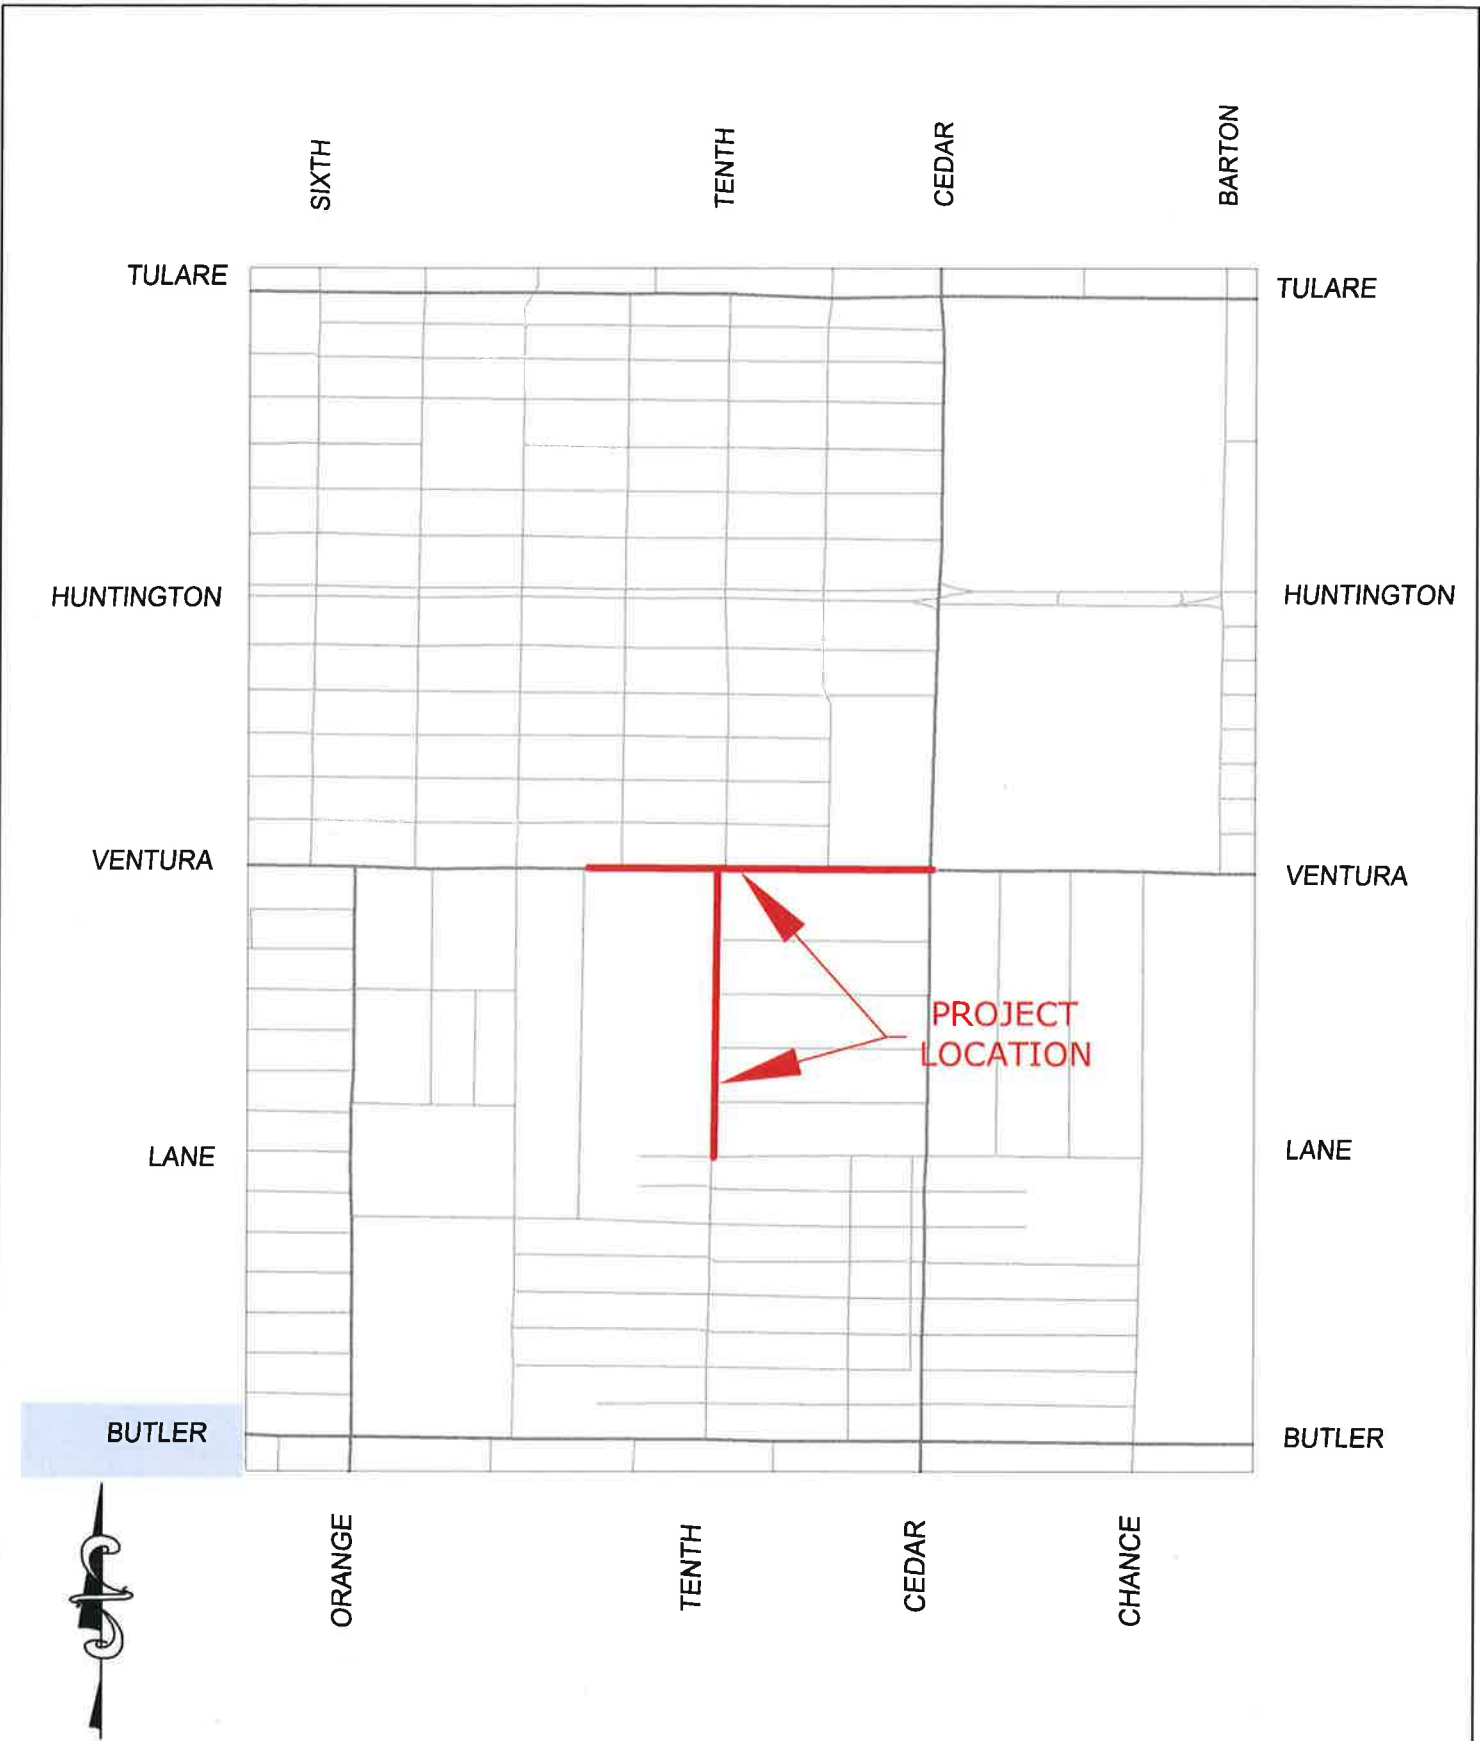 SIXTH
TENTH
CEDAR
BARTON
TULARE
TULARE
HUNTINGTON
HUNTINGTON
VENTURA
VENTURA
PROJECT
LOCATION
LANE
LANE
BUTLER
BUTLER
ORANGE
TENTH
CEDAR
CHANCE